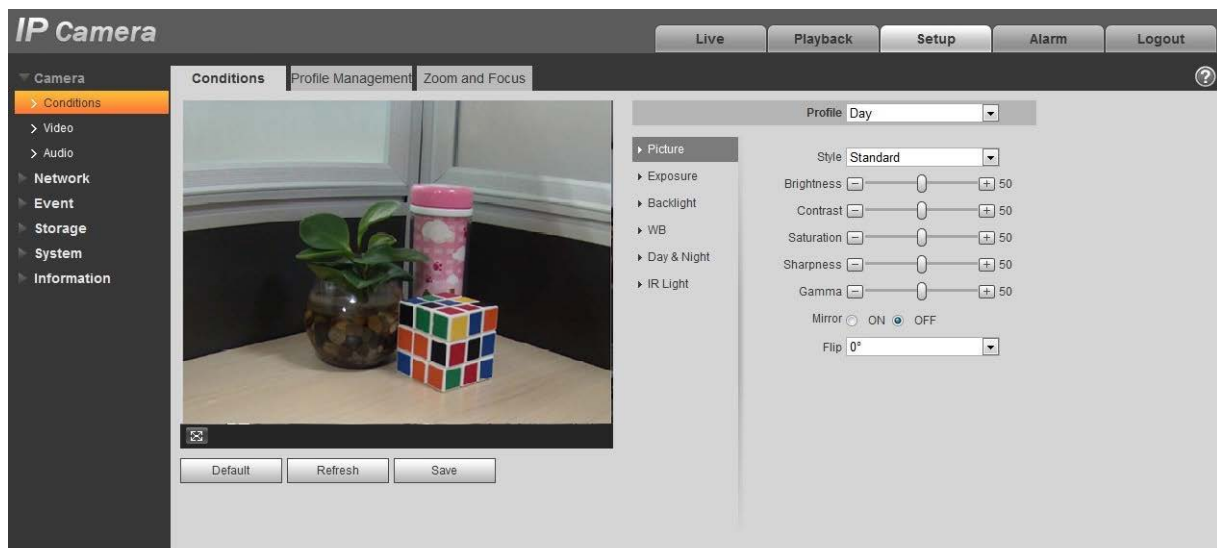 IP Camera
Live
Playback
Setup
Alarm
Logout
Camera
Conditions
Video
Audio
Network
Event
Storage
System
Information
Conditions
Profile Management
Zoom and Focus
?
Default
Refresh
Save
Profile Day
Picture
Exposure
Backlight
WB
Day & Night
IR Light
Style Standard
Brightness 50
Contrast 50
Saturation 50
Sharpness 50
Gamma 50
Mirror ON OFF
Flip 0°